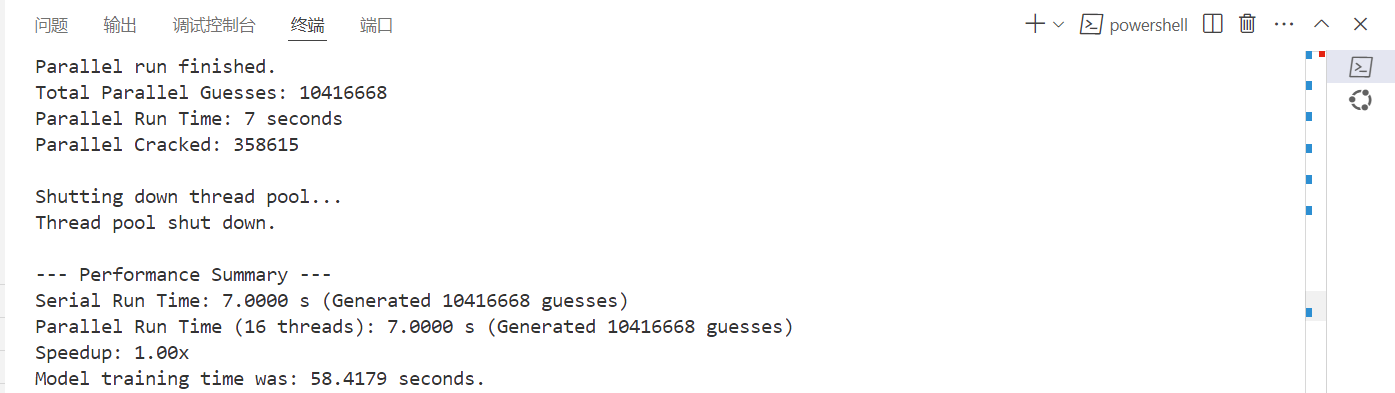 问题 输出 调试控制台 终端 端口 powershell
Parallel run finished.
Total Parallel Guesses: 10416668
Parallel Run Time: 7 seconds
Parallel Cracked: 358615
Shutting down thread pool...
Thread pool shut down.
--- Performance Summary ---
Serial Run Time: 7.0000 s (Generated 10416668 guesses)
Parallel Run Time (16 threads): 7.0000 s (Generated 10416668 guesses)
Speedup: 1.00x
Model training time was: 58.4179 seconds.